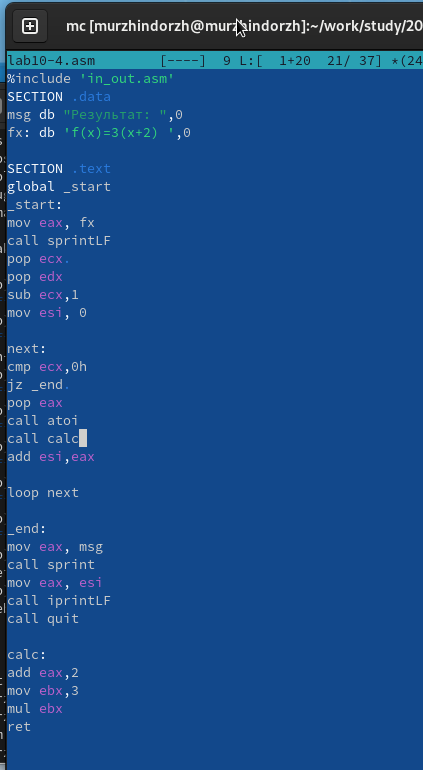 mc [murzhindorzh@murzhindorzh]:~/work/study/20
lab10-4.asm [----] 9 L:[ 1+20 21/ 37] *(24
%include 'in_out.asm'
SECTION .data
msg db "Результат: ",0
fx: db 'f(x)=3(x+2) ',0
SECTION .text
global _start
_start:
mov eax, fx
call sprintLF
pop ecx
pop edx
sub ecx,1
mov esi, 0
next:
cmp ecx,0h
jz _end
pop eax
call atoi
call calc
add esi,eax
loop next
_end:
mov eax, msg
call sprint
mov eax, esi
call iprintLF
call quit
calc:
add eax,2
mov ebx,3
mul ebx
ret